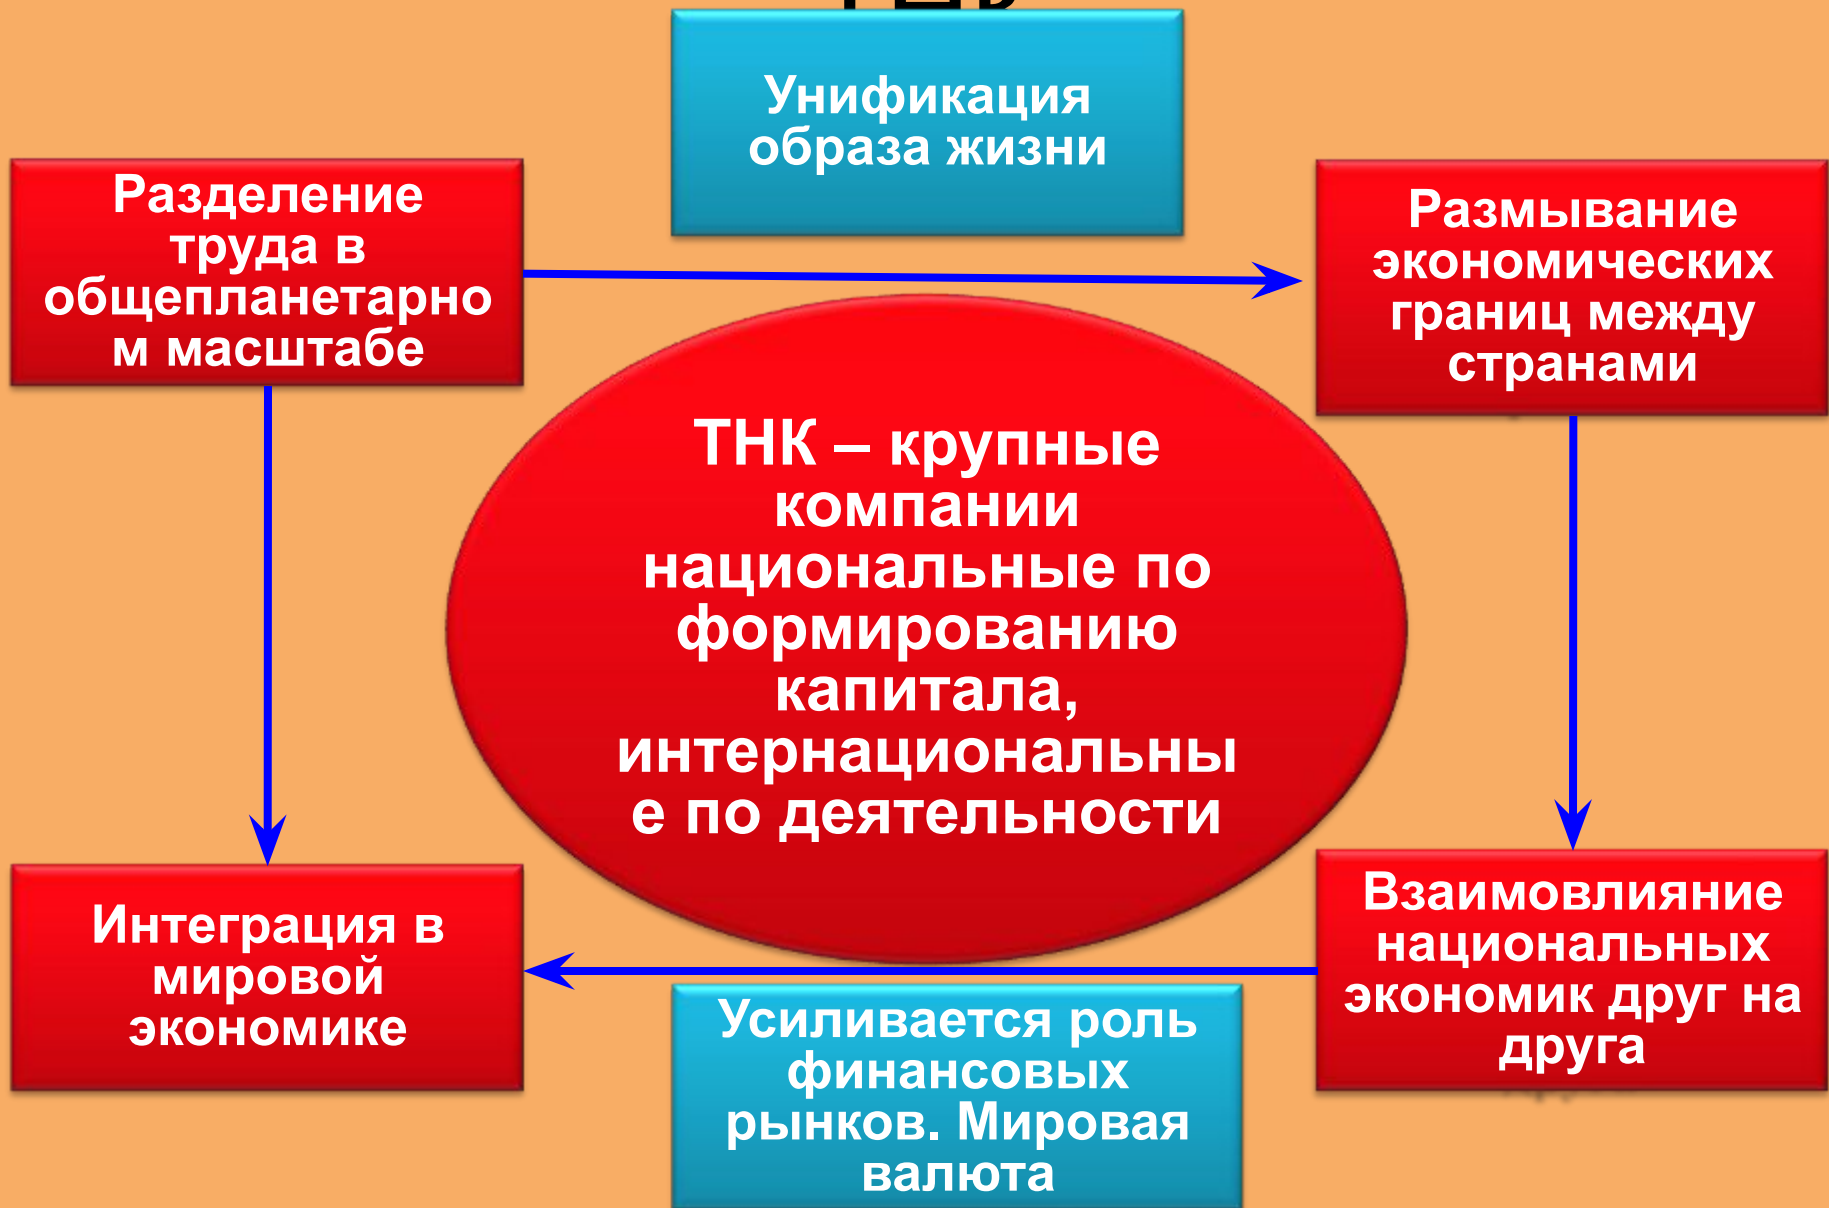 Унификация
образа жизни
Разделение
труда в
общепланетарно
м масштабе
Размывание
экономических
границ между
странами
ТНК – крупные
компании
национальные по
формированию
капитала,
интернациональны
е по деятельности
Интеграция в
мировой
экономике
Взаимовлияние
национальных
экономик друг на
друга
Усиливается роль
финансовых
рынков. Мировая
валюта